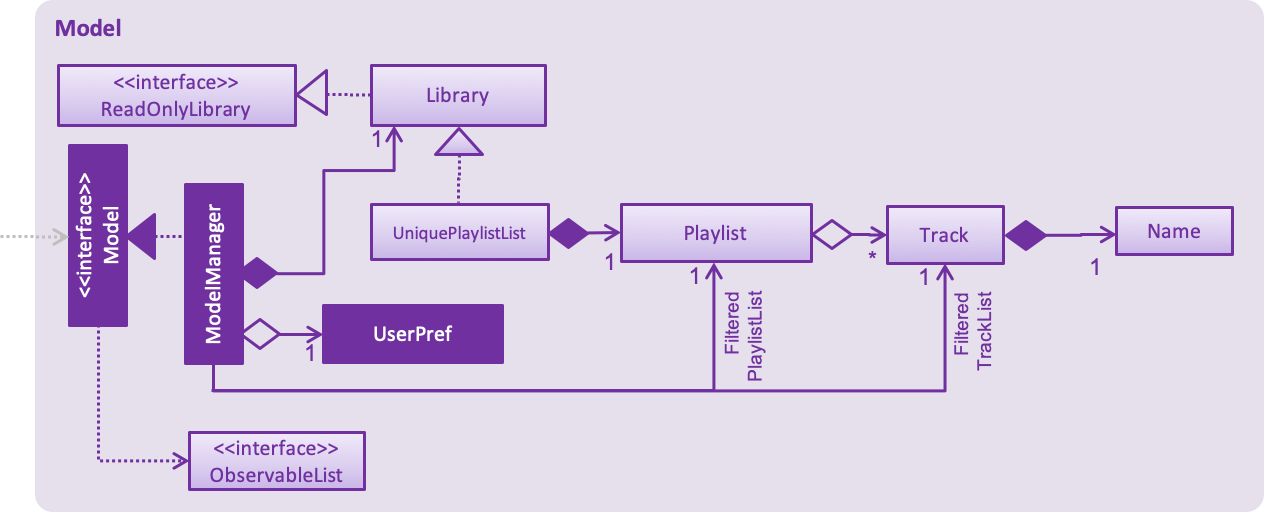 Model
<<interface>>
ReadOnlyLibrary
Library
1
<<interface>>
Model
ModelManager
UniquePlaylistList
1
Playlist
1
*
Track
1
1
Name
Filtered
PlaylistList
Filtered
TrackList
1
UserPref
<<interface>>
ObservableList